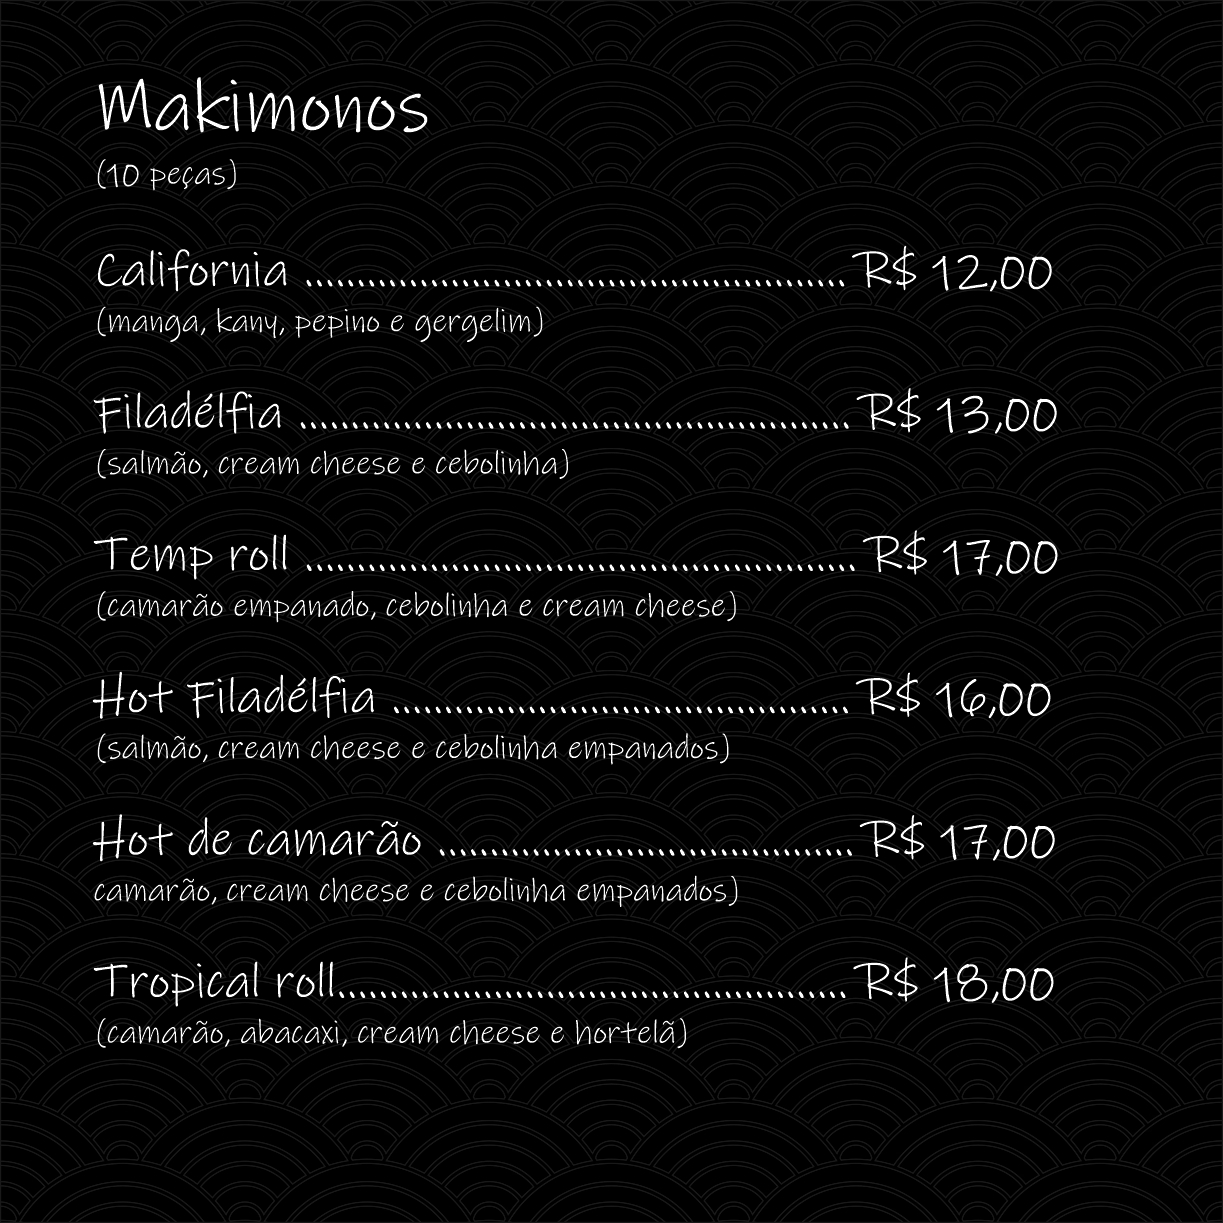 Makimonos
(10 peças)
California ................................................... R$ 12,00
(manga, kany, pepino e gergelim)
Filadélfia .................................................... R$ 13,00
(salmão, cream cheese e cebolinha)
Temp roll .................................................... R$ 17,00
(camarão empanado, cebolinha e cream cheese)
Hot Filadélfia ........................................... R$ 16,00
(salmão, cream cheese e cebolinha empanados)
Hot de camarão ....................................... R$ 17,00
camarão, cream cheese e cebolinha empanados)
Tropical roll................................................ R$ 18,00
(camarão, abacaxi, cream cheese e hortelã)